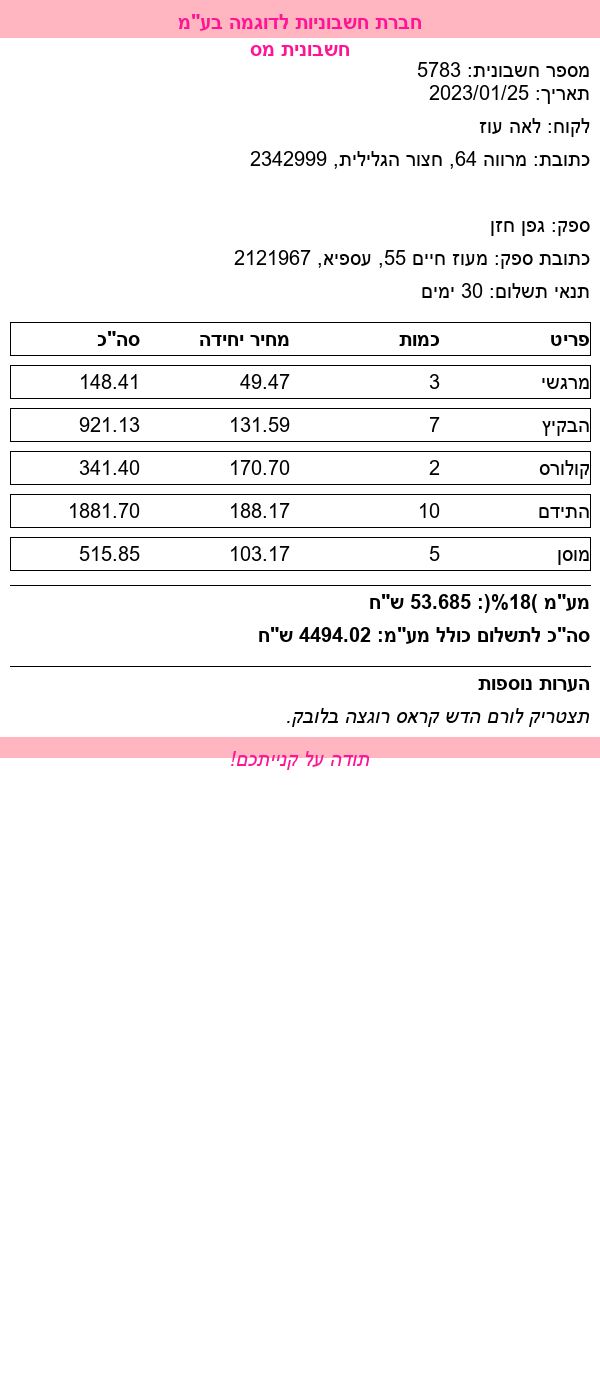 חברת חשבוניות לדוגמה בע"מ
חשבונית מס
מספר חשבונית: 5783
תאריך: 2023/01/25
לקוח: לאה עוז
כתובת: מרווה 64, חצור הגלילית, 2342999
ספק: גפן חזן
כתובת ספק: מעוז חיים 55, עספיא, 2121967
תנאי תשלום: 30 ימים
פריט כמות מחיר יחידה סה"כ
מרגשי 3 49.47 148.41
הבקיץ 7 131.59 921.13
קולורס 2 170.70 341.40
התידם 10 188.17 1881.70
מוסן 5 103.17 515.85
מע"מ )18%(: 53.685 ש"ח
סה"כ לתשלום כולל מע"מ: 4494.02 ש"ח
הערות נוספות
תצטריק לורם הדש קראס רוגצה בלובק.
תודה על קנייתכם!